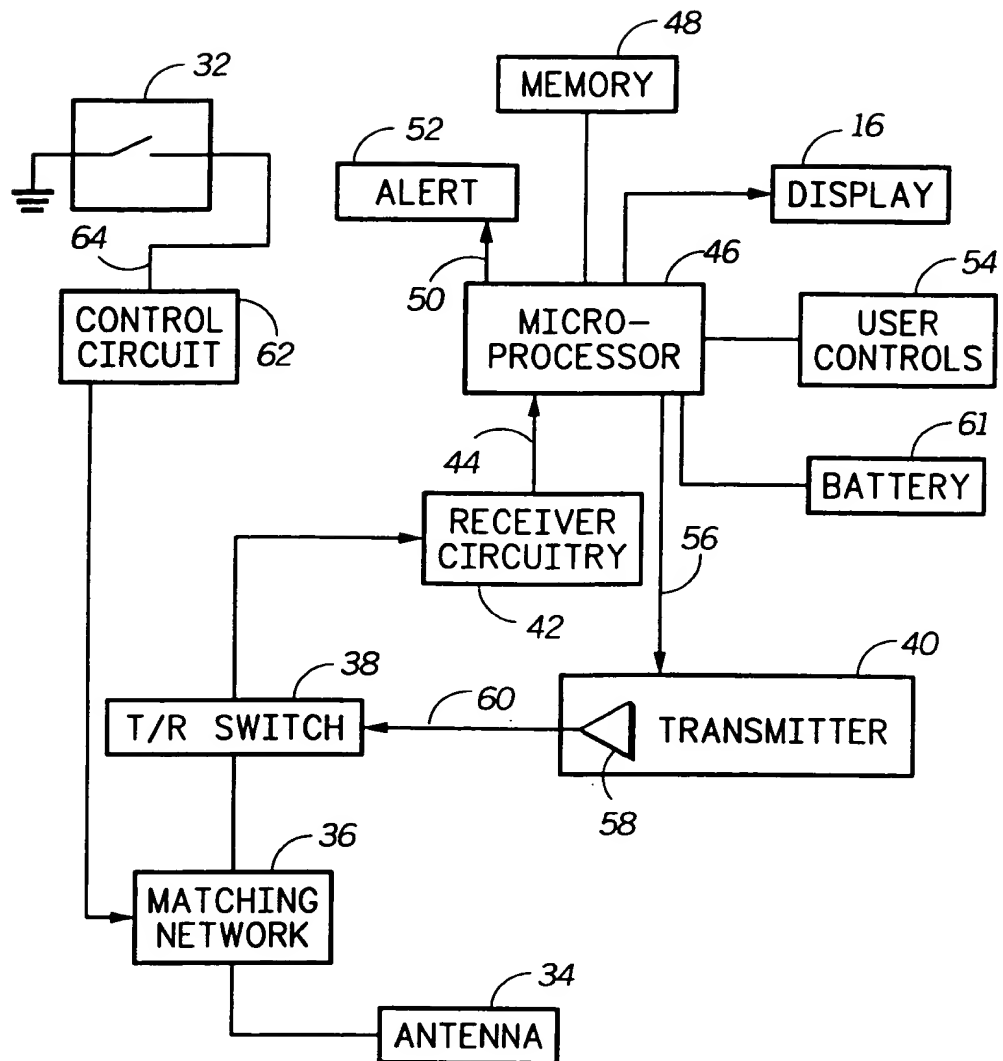 48
MEMORY
32
52
ALERT
16
DISPLAY
64
50
46
MICRO-
PROCESSOR
54
USER
CONTROLS
CONTROL
CIRCUIT
62
61
BATTERY
44
RECEIVER
CIRCUITRY
42
56
38
T/R SWITCH
60
40
TRANSMITTER
58
36
MATCHING
NETWORK
34
ANTENNA